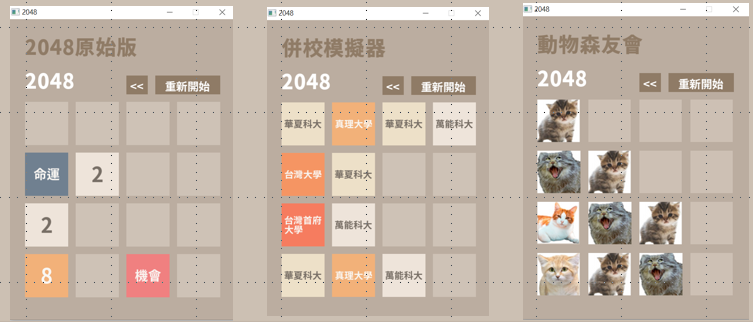 2048
2048原始版
2048
<<
重新開始
命運
2
2
8
機會
2048
併校模擬器
2048
<<
重新開始
華夏科大
真理大學
華夏科大
萬能科大
台灣大學
華夏科大
台灣首府
大學
萬能科大
華夏科大
真理大學
萬能科大
2048
動物森友會
2048
<<
重新開始